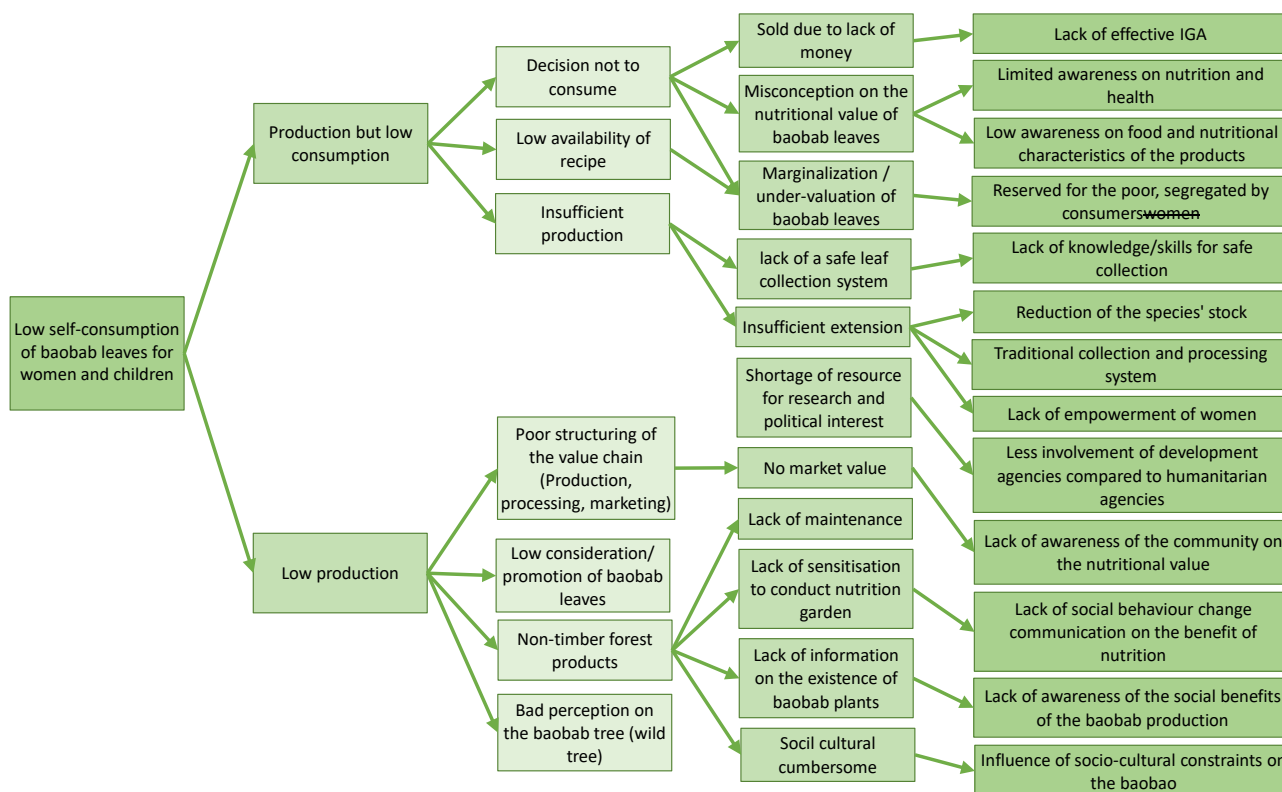 Low self-consumption
of baobab leaves for
women and children
Production but low
consumption
Low production
Decision not to
consume
Low availability of
recipe
Insufficient
production
Poor structuring of
the value chain
(Production,
processing, marketing)
Low consideration/
promotion of baobab
leaves
Non-timber forest
products
Bad perception on
the baobab tree (wild
tree)
Sold due to lack of
money
Misconception on the
nutritional value of
baobab leaves
Marginalization /
under-valuation of
baobab leaves
lack of a safe leaf
collection system
Insufficient extension
Shortage of resource
for research and
political interest
No market value
Lack of maintenance
Lack of sensitisation
to conduct nutrition
garden
Lack of information
on the existence of
baobab plants
Socil cultural
cumbersome
Lack of effective IGA
Limited awareness on nutrition and
health
Low awareness on food and nutritional
characteristics of the products
Reserved for the poor, segregated by
consumerswomen
Lack of knowledge/skills for safe
collection
Reduction of the species' stock
Traditional collection and processing
system
Lack of empowerment of women
Less involvement of development
agencies compared to humanitarian
agencies
Lack of awareness of the community on
the nutritional value
Lack of social behaviour change
communication on the benefit of
nutrition
Lack of awareness of the social benefits
of the baobab production
Influence of socio-cultural constraints on
the baobao